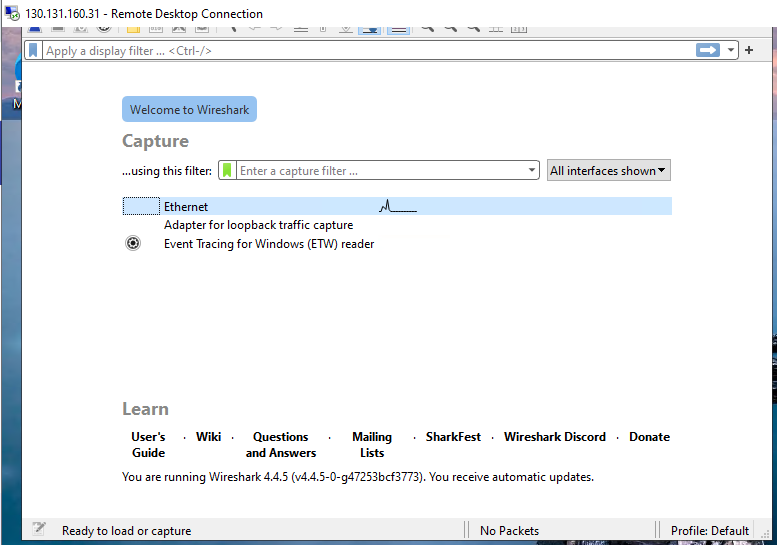 130.131.160.31 - Remote Desktop Connection
Apply a display filter ... <Ctrl-/>
+
M
Welcome to Wireshark
Capture
...using this filter:
Enter a capture filter ...
All interfaces shown
Ethernet
Adapter for loopback traffic capture
Event Tracing for Windows (ETW) reader
Learn
User's Guide · Wiki · Questions and Answers · Mailing Lists · SharkFest · Wireshark Discord · Donate
You are running Wireshark 4.4.5 (v4.4.5-0-g47253bcf3773). You receive automatic updates.
Ready to load or capture
No Packets
Profile: Default